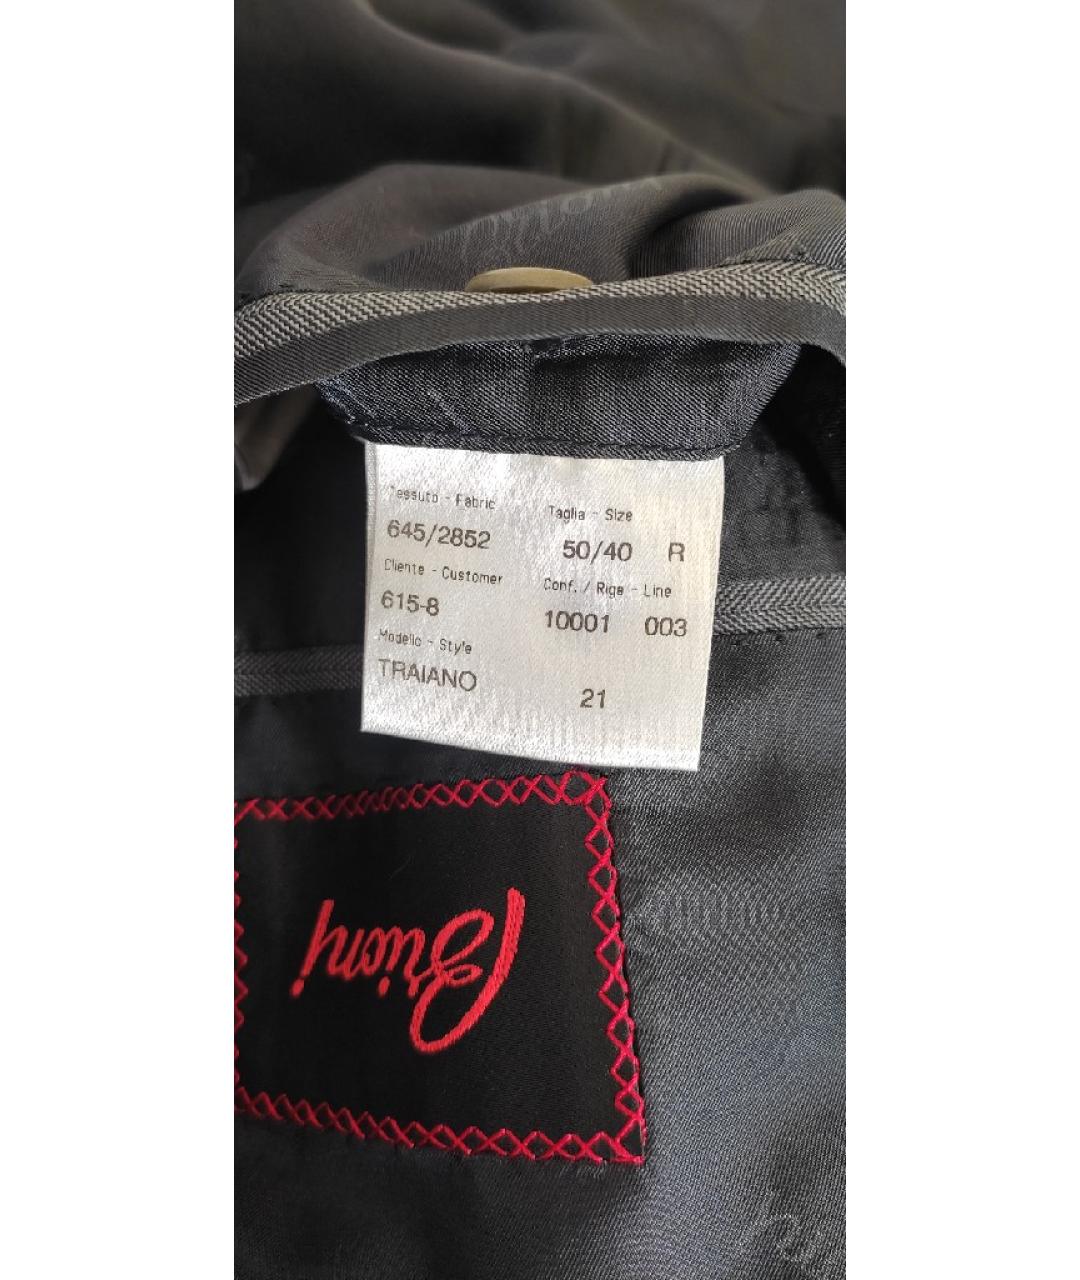 Tessuto - Fabric
645/2852
Cliente - Customer
615-8
Modello - Style
TRAIANO
Taglia - Size
50/40 R
Conf. / Riga - Line
10001 003
21
Brioni